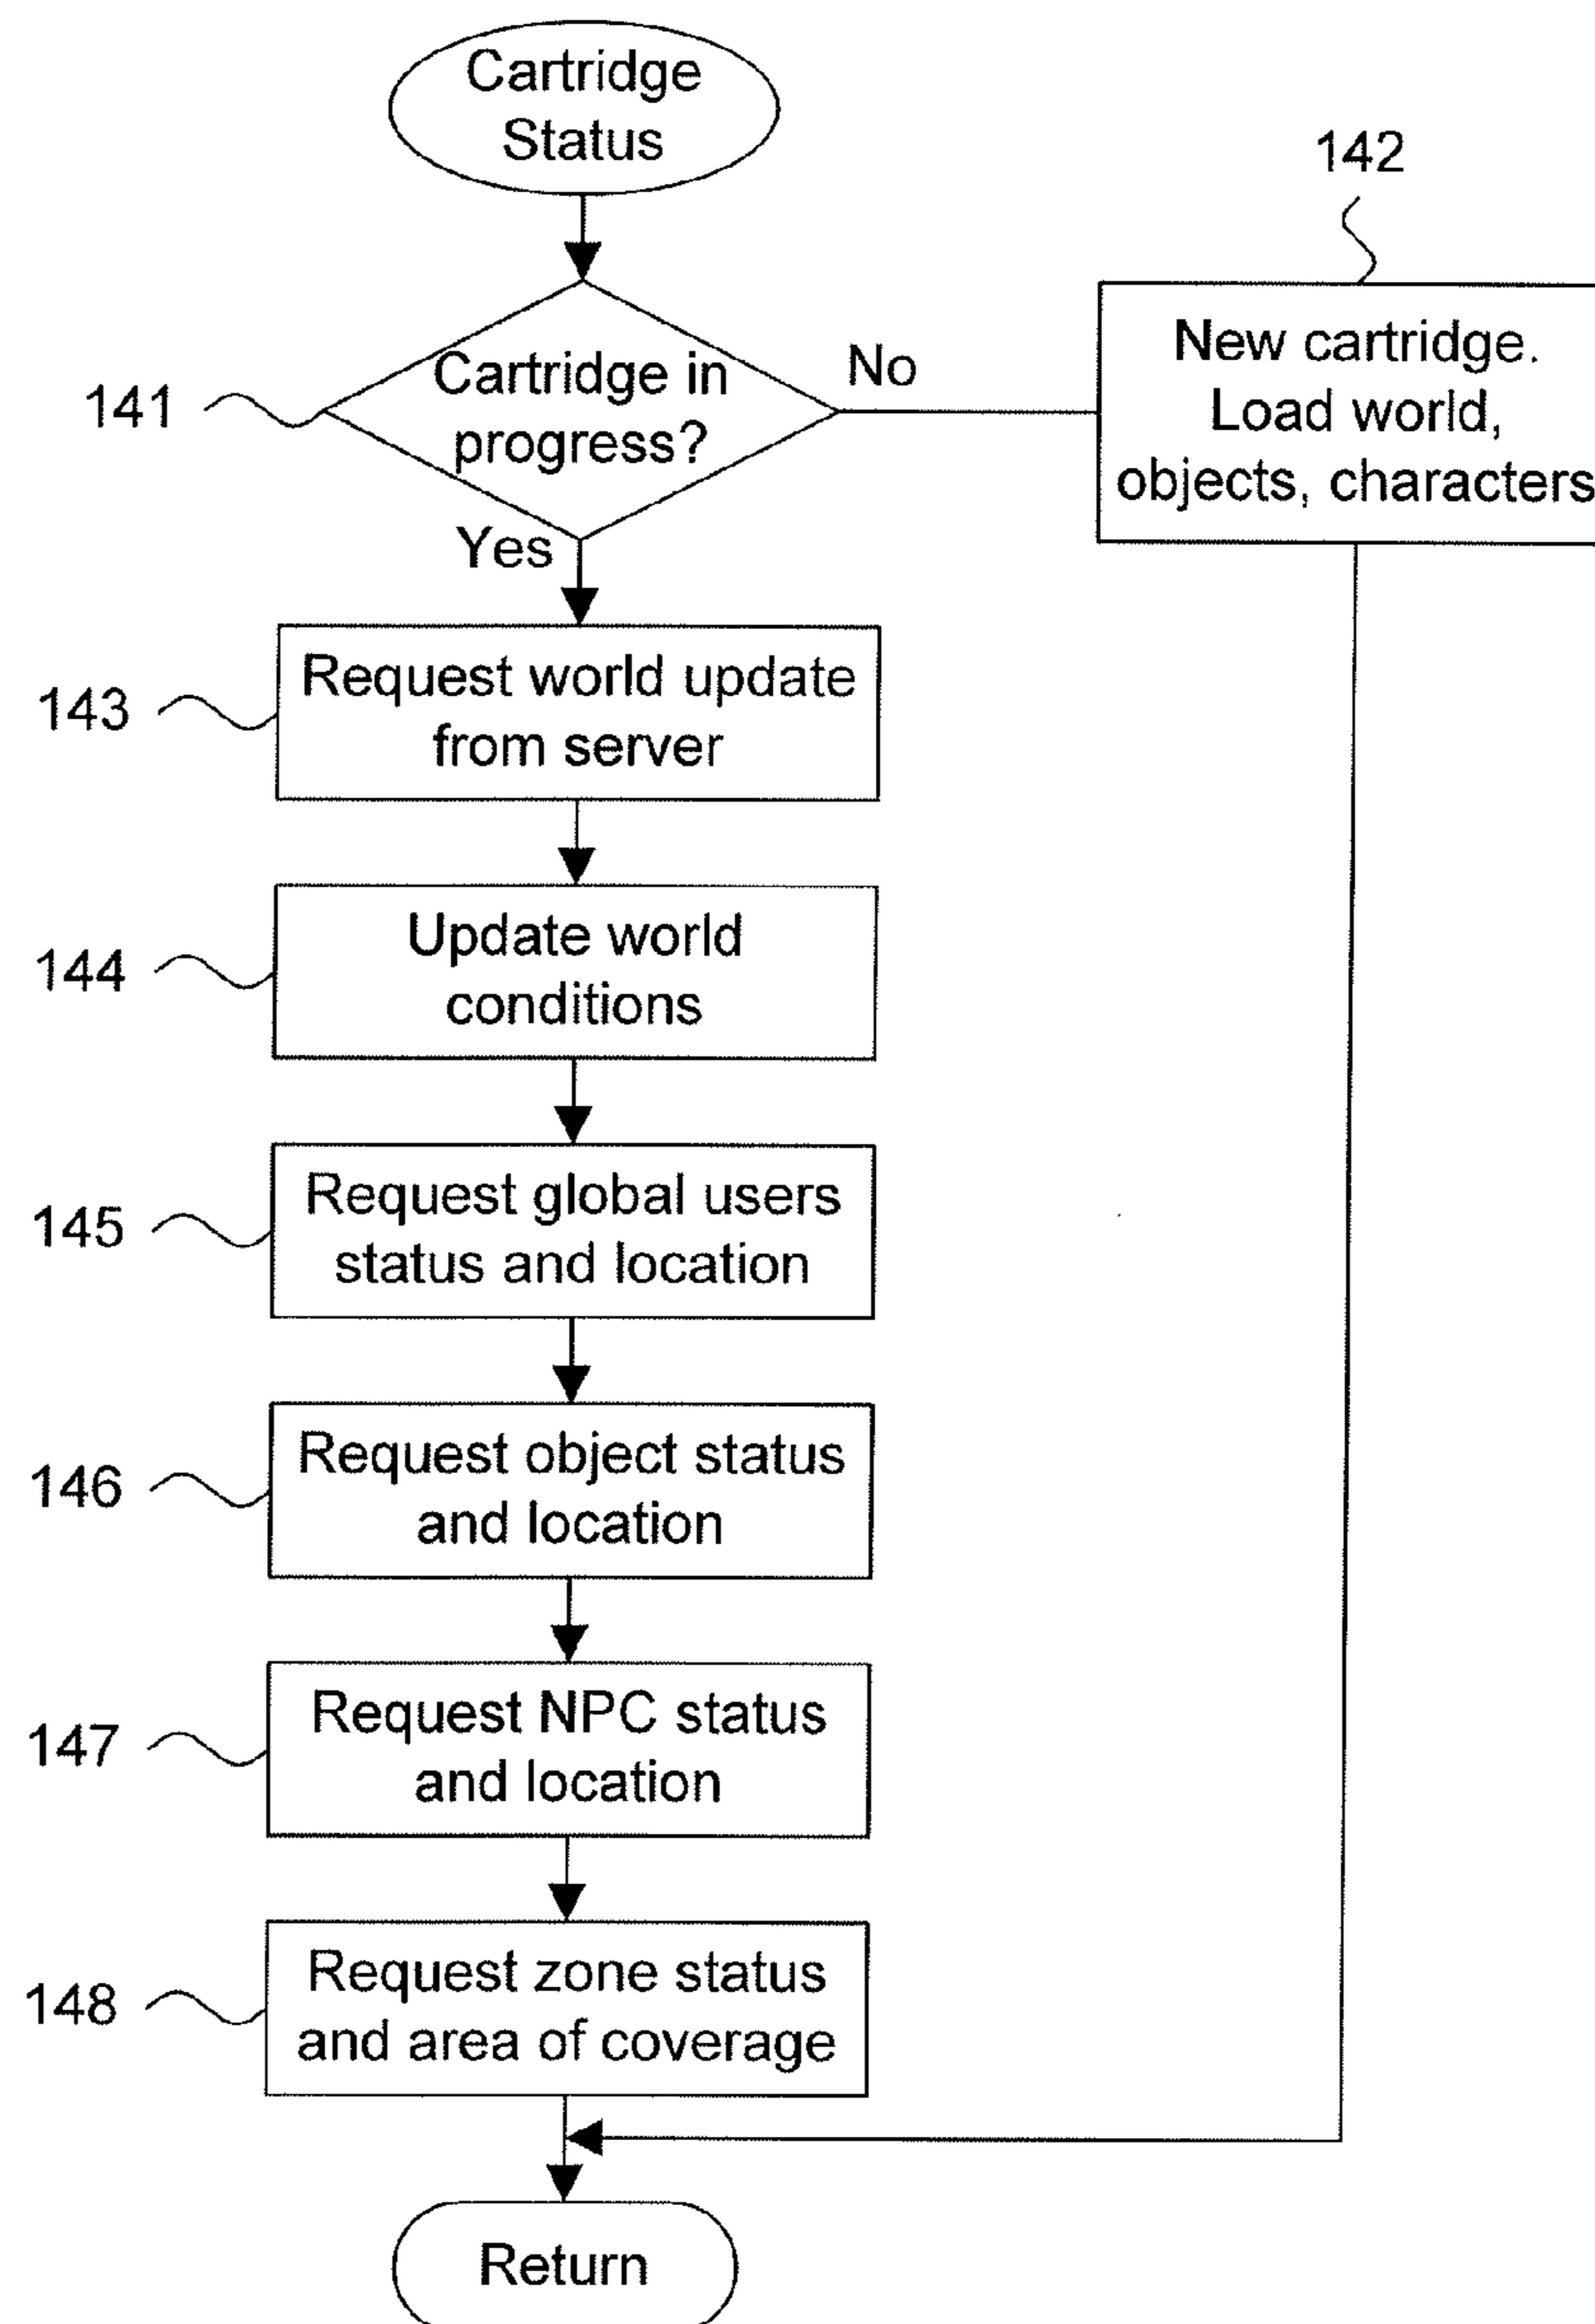 Cartridge
Status
142
New cartridge.
Load world,
objects, characters
141
Cartridge in
progress?
No
Yes
143
Request world update
from server
144
Update world
conditions
145
Request global users
status and location
146
Request object status
and location
147
Request NPC status
and location
148
Request zone status
and area of coverage
Return